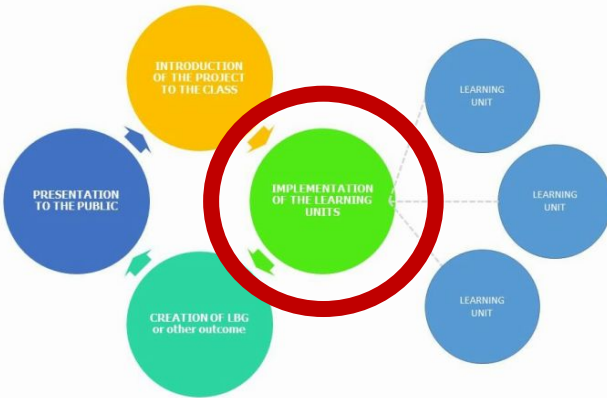 INTRODUCTION
OF THE PROJECT
TO THE CLASS
LEARNING
UNIT
PRESENTATION
TO THE PUBLIC
IMPLEMENTATION
OF THE LEARNING
UNITS
LEARNING
UNIT
CREATION OF LBG
or other outcome
LEARNING
UNIT